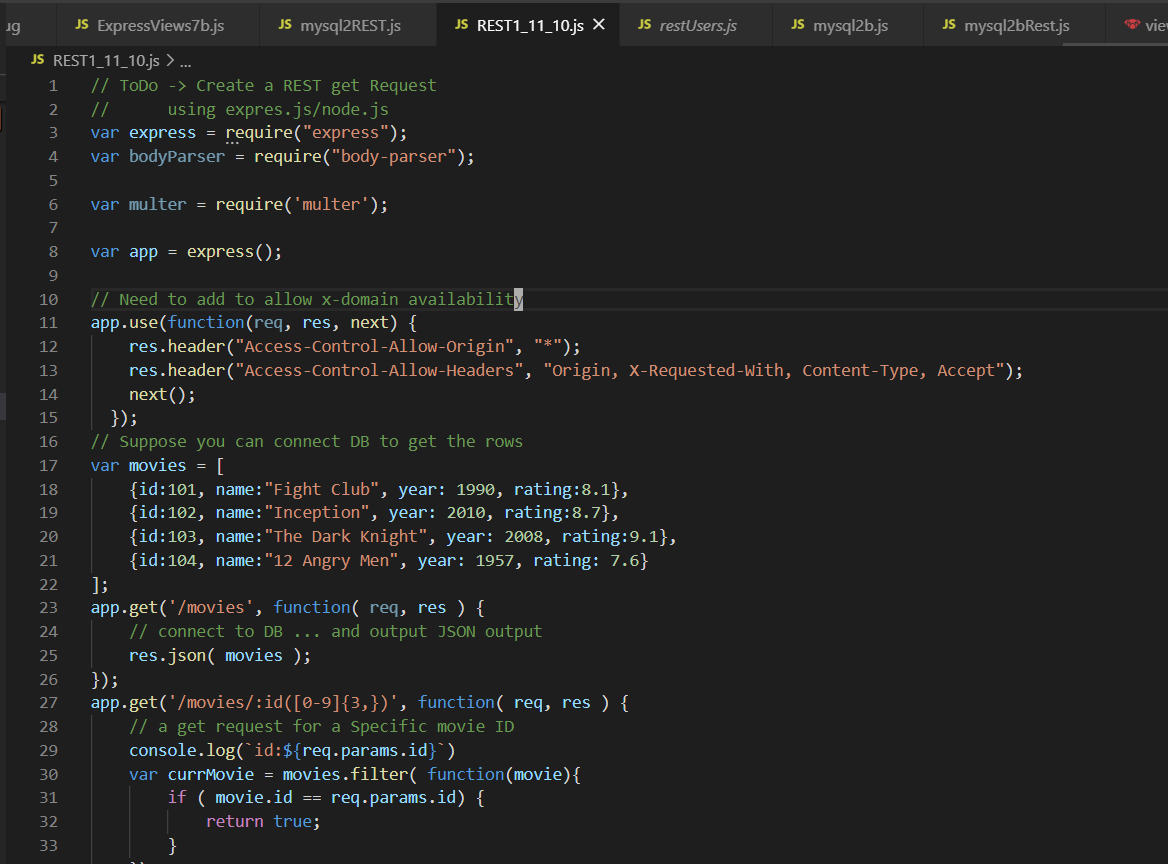 ug JS ExpressViews7b.js JS mysql2REST.js JS REST1_11_10.js × JS restUsers.js JS mysql2b.js JS mysql2bRest.js view
JS REST1_11_10.js > ...
1 // ToDo -> Create a REST get Request
2 //      using expres.js/node.js
3 var express = require("express");
4 var bodyParser = require("body-parser");
5
6 var multer = require('multer');
7
8 var app = express();
9
10 // Need to add to allow x-domain availability
11 app.use(function(req, res, next) {
12     res.header("Access-Control-Allow-Origin", "*");
13     res.header("Access-Control-Allow-Headers", "Origin, X-Requested-With, Content-Type, Accept");
14     next();
15   });
16 // Suppose you can connect DB to get the rows
17 var movies = [
18     {id:101, name:"Fight Club", year: 1990, rating:8.1},
19     {id:102, name:"Inception", year: 2010, rating:8.7},
20     {id:103, name:"The Dark Knight", year: 2008, rating:9.1},
21     {id:104, name:"12 Angry Men", year: 1957, rating: 7.6}
22 ];
23 app.get('/movies', function( req, res ) {
24     // connect to DB ... and output JSON output
25     res.json( movies );
26 });
27 app.get('/movies/:id([0-9]{3,})', function( req, res ) {
28     // a get request for a Specific movie ID
29     console.log(`id:${req.params.id}`)
30     var currMovie = movies.filter( function(movie){
31         if ( movie.id == req.params.id) {
32             return true;
33         }